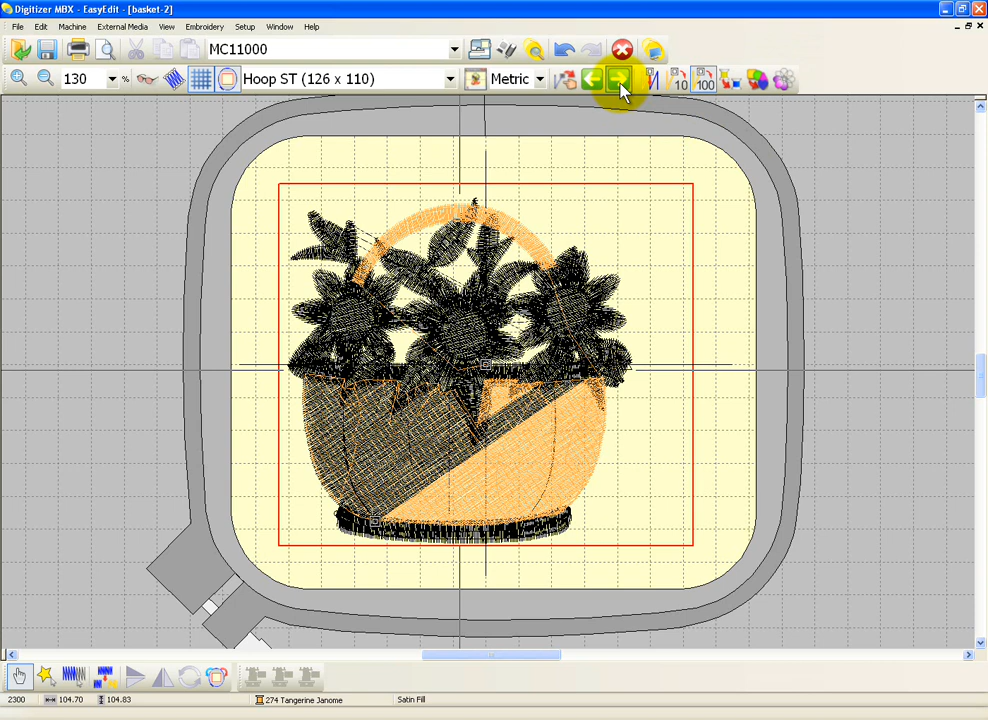 Digitizer MBX - EasyEdit - [basket-2]
File Edit Machine External Media View Embroidery Setup Window Help
MC11000
130 % Hoop ST (126 x 110) Metric 10 100
2300 104.70 104.83 274 Tangerine Janome Satin Fill